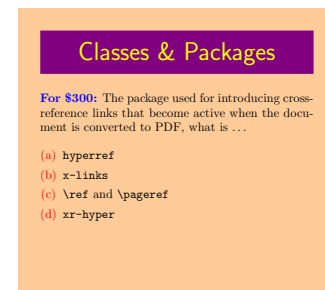 Classes & Packages
For $300: The package used for introducing cross-
reference links that become active when the docu-
ment is converted to PDF, what is ...
(a) hyperref
(b) x-links
(c) \ref and \pageref
(d) xr-hyper